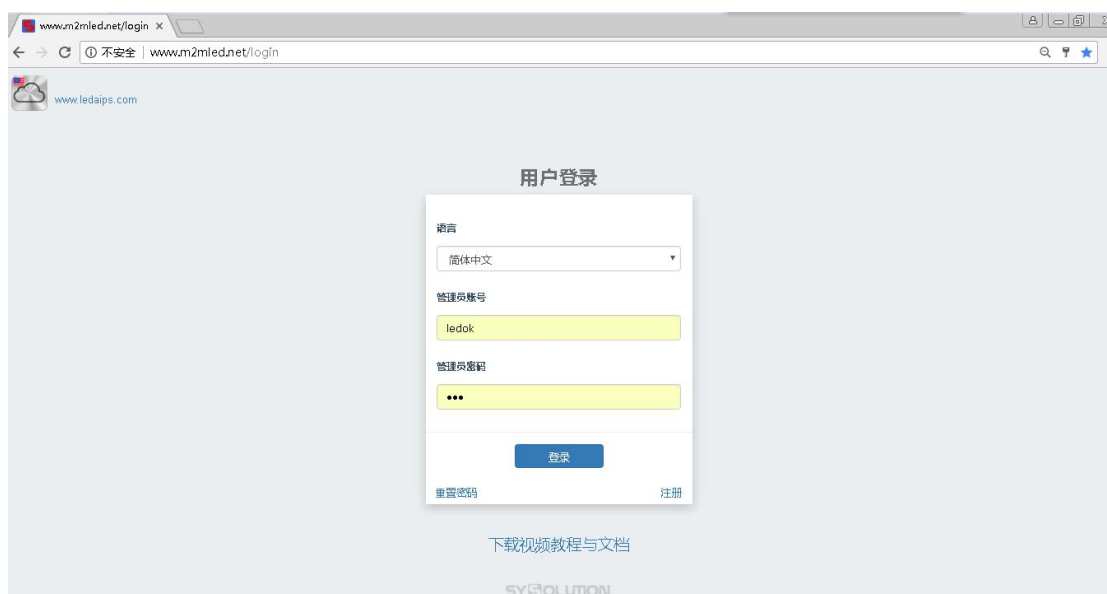 www.m2mled.net/login
不安全 | www.m2mled.net/login
www.ledaips.com
用户登录
语言
简体中文
管理员账号
ledok
管理员密码
•••
登录
重置密码 注册
下载视频教程与文档
SYSOLUTION